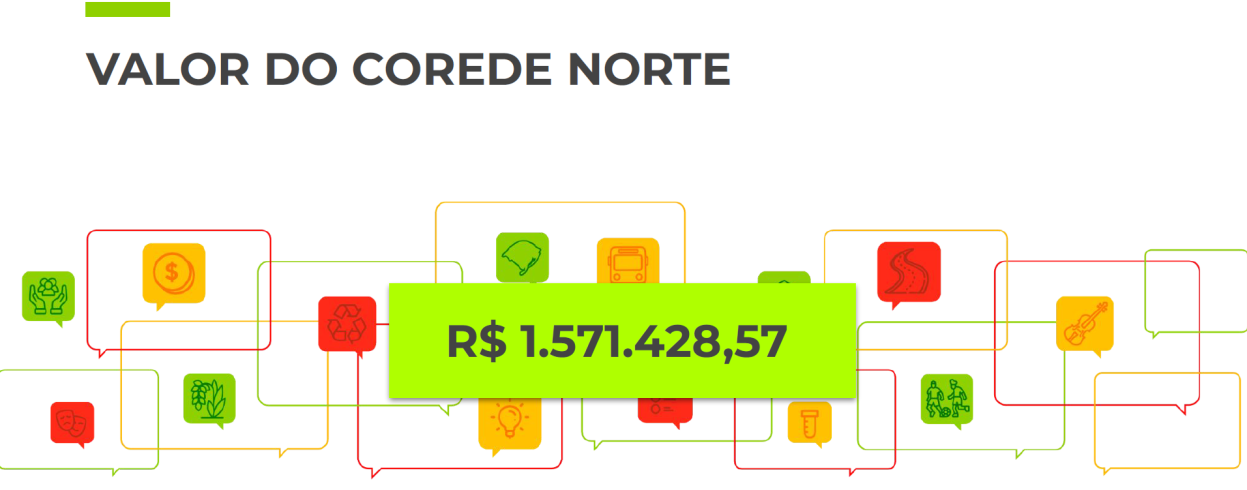 VALOR DO COREDE NORTE
$
R$ 1.571.428,57